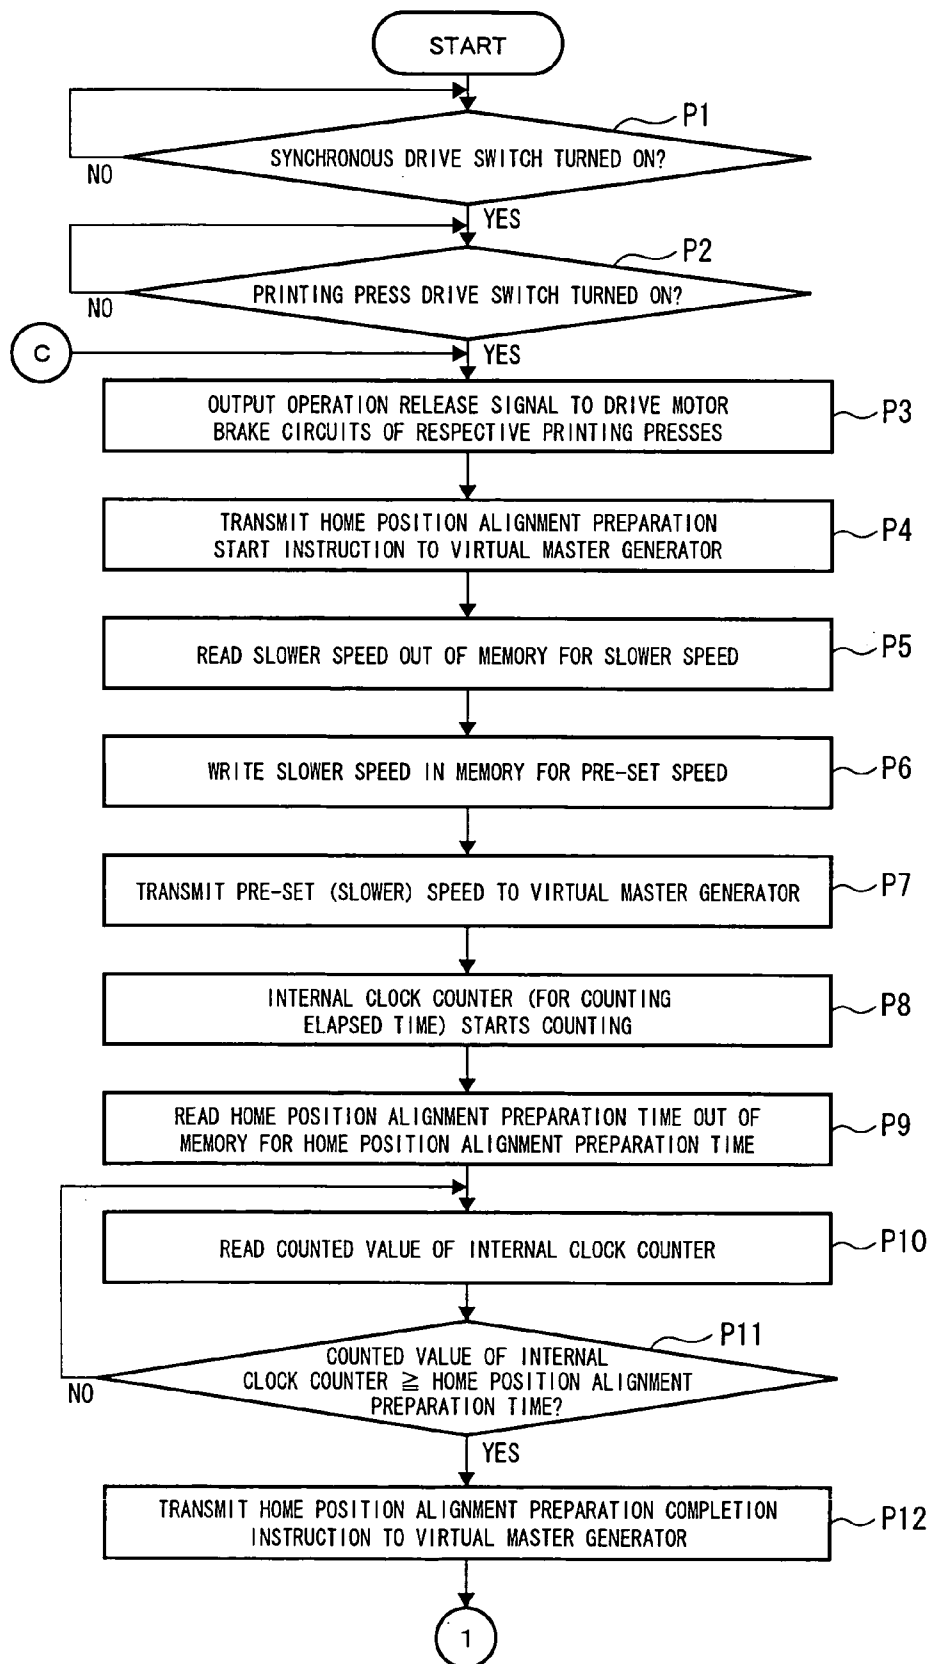 START
P1
SYNCHRONOUS DRIVE SWITCH TURNED ON?
NO
YES
P2
PRINTING PRESS DRIVE SWITCH TURNED ON?
NO
C
YES
OUTPUT OPERATION RELEASE SIGNAL TO DRIVE MOTOR
BRAKE CIRCUITS OF RESPECTIVE PRINTING PRESSES
P3
TRANSMIT HOME POSITION ALIGNMENT PREPARATION
START INSTRUCTION TO VIRTUAL MASTER GENERATOR
P4
READ SLOWER SPEED OUT OF MEMORY FOR SLOWER SPEED
P5
WRITE SLOWER SPEED IN MEMORY FOR PRE-SET SPEED
P6
TRANSMIT PRE-SET (SLOWER) SPEED TO VIRTUAL MASTER GENERATOR
P7
INTERNAL CLOCK COUNTER (FOR COUNTING
ELAPSED TIME) STARTS COUNTING
P8
READ HOME POSITION ALIGNMENT PREPARATION TIME OUT OF
MEMORY FOR HOME POSITION ALIGNMENT PREPARATION TIME
P9
READ COUNTED VALUE OF INTERNAL CLOCK COUNTER
P10
P11
COUNTED VALUE OF INTERNAL
CLOCK COUNTER ≧ HOME POSITION ALIGNMENT
PREPARATION TIME?
NO
YES
TRANSMIT HOME POSITION ALIGNMENT PREPARATION COMPLETION
INSTRUCTION TO VIRTUAL MASTER GENERATOR
P12
1